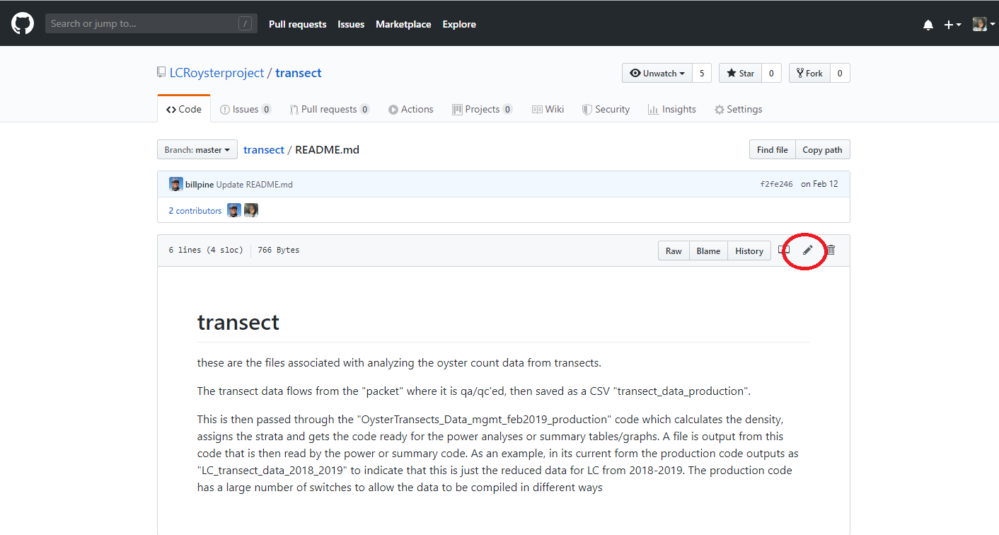 Search or jump to... / Pull requests Issues Marketplace Explore
LCRoysterproject / transect Unwatch 5 Star 0 Fork 0
Code Issues 0 Pull requests 0 Actions Projects 0 Wiki Security Insights Settings
Branch: master transect / README.md Find file Copy path
billpine Update README.md f2fe246 on Feb 12
2 contributors
6 lines (4 sloc) 766 Bytes Raw Blame History
transect
these are the files associated with analyzing the oyster count data from transects.
The transect data flows from the "packet" where it is qa/qc'ed, then saved as a CSV "transect_data_production".
This is then passed through the "OysterTransects_Data_mgmt_feb2019_production" code which calculates the density,
assigns the strata and gets the code ready for the power analyses or summary tables/graphs. A file is output from this
code that is then read by the power or summary code. As an example, in its current form the production code outputs as
"LC_transect_data_2018_2019" to indicate that this is just the reduced data for LC from 2018-2019. The production code
has a large number of switches to allow the data to be compiled in different ways